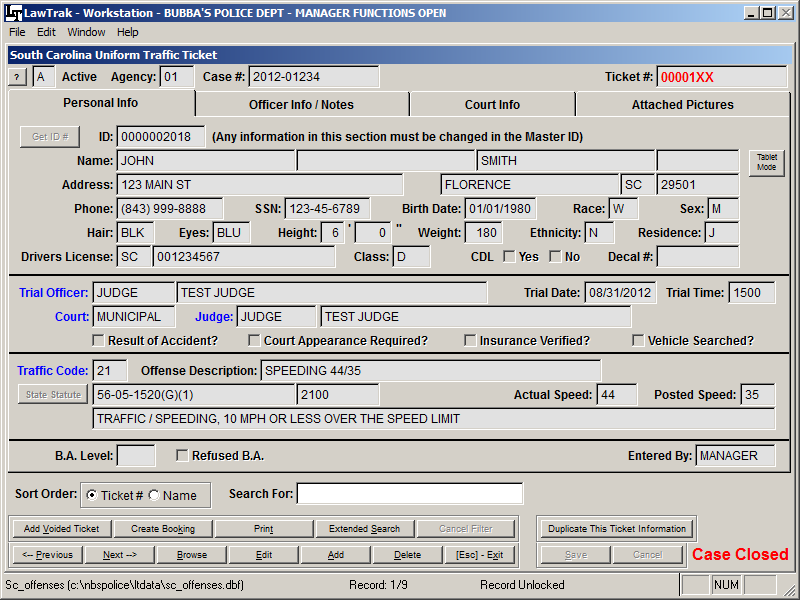 LawTrak - Workstation - BUBBA'S POLICE DEPT - MANAGER FUNCTIONS OPEN
File Edit Window Help
South Carolina Uniform Traffic Ticket
? A Active Agency: 01 Case #: 2012-01234 Ticket #: 00001XX
Personal Info Officer Info / Notes Court Info Attached Pictures
Get ID # ID: 0000002018 (Any information in this section must be changed in the Master ID)
Name: JOHN SMITH Tablet Mode
Address: 123 MAIN ST FLORENCE SC 29501
Phone: (843) 999-8888 SSN: 123-45-6789 Birth Date: 01/01/1980 Race: W Sex: M
Hair: BLK Eyes: BLU Height: 6 ' 0 " Weight: 180 Ethnicity: N Residence: J
Drivers License: SC 001234567 Class: D CDL Yes No Decal #:
Trial Officer: JUDGE TEST JUDGE Trial Date: 08/31/2012 Trial Time: 1500
Court: MUNICIPAL Judge: JUDGE TEST JUDGE
Result of Accident? Court Appearance Required? Insurance Verified? Vehicle Searched?
Traffic Code: 21 Offense Description: SPEEDING 44/35
State Statute 56-05-1520(G)(1) 2100 Actual Speed: 44 Posted Speed: 35
TRAFFIC / SPEEDING, 10 MPH OR LESS OVER THE SPEED LIMIT
B.A. Level: Refused B.A. Entered By: MANAGER
Sort Order: Ticket # Name Search For:
Add Voided Ticket Create Booking Print Extended Search Cancel Filter Duplicate This Ticket Information
<-- Previous Next --> Browse Edit Add Delete [Esc] - Exit Save Cancel Case Closed
Sc_offenses (c:\nbspolice\ltdata\sc_offenses.dbf) Record: 1/9 Record Unlocked NUM